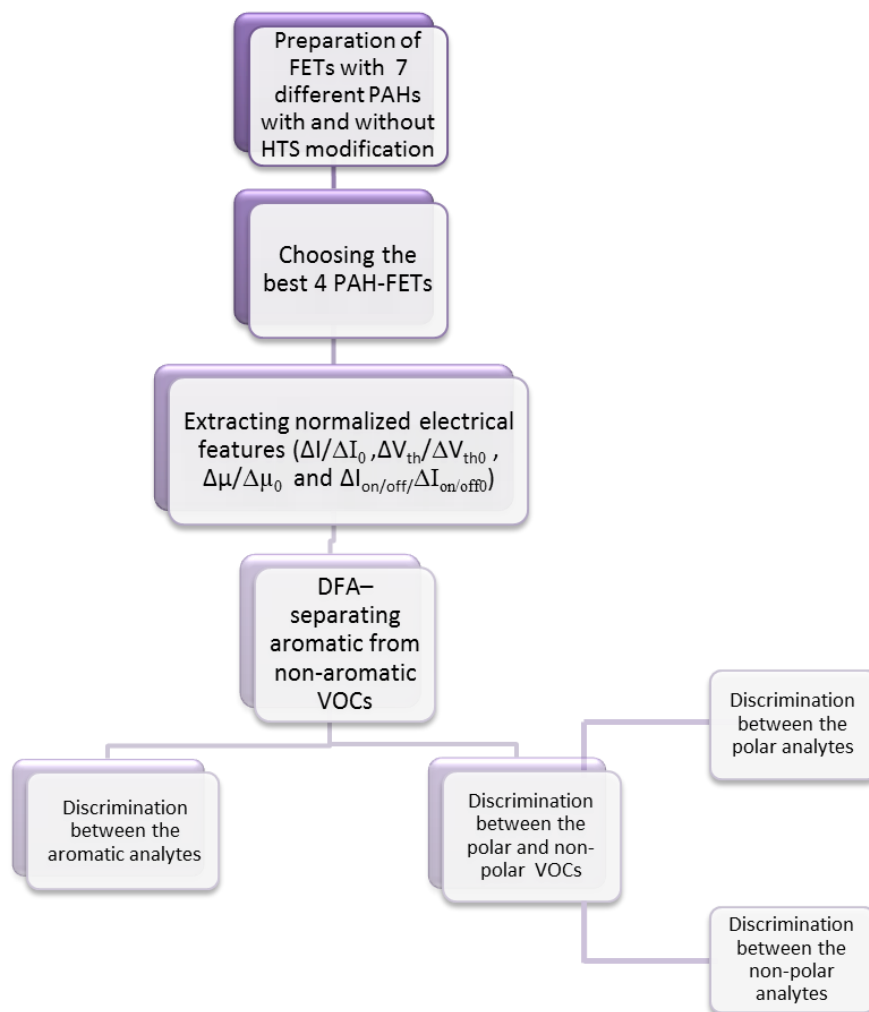 Preparation of
FETs with 7
different PAHs
with and without
HTS modification
Choosing the
best 4 PAH-FETs
Extracting normalized electrical
features (ΔI/ΔI₀ ,ΔVth/ΔVth0 ,
Δμ/Δμ₀ and ΔIon/off/ΔIon/off0)
DFA–
separating
aromatic from
non-aromatic
VOCs
Discrimination
between the
aromatic analytes
Discrimination
between the
polar and non-
polar VOCs
Discrimination
between the
polar analytes
Discrimination
between the
non-polar
analytes